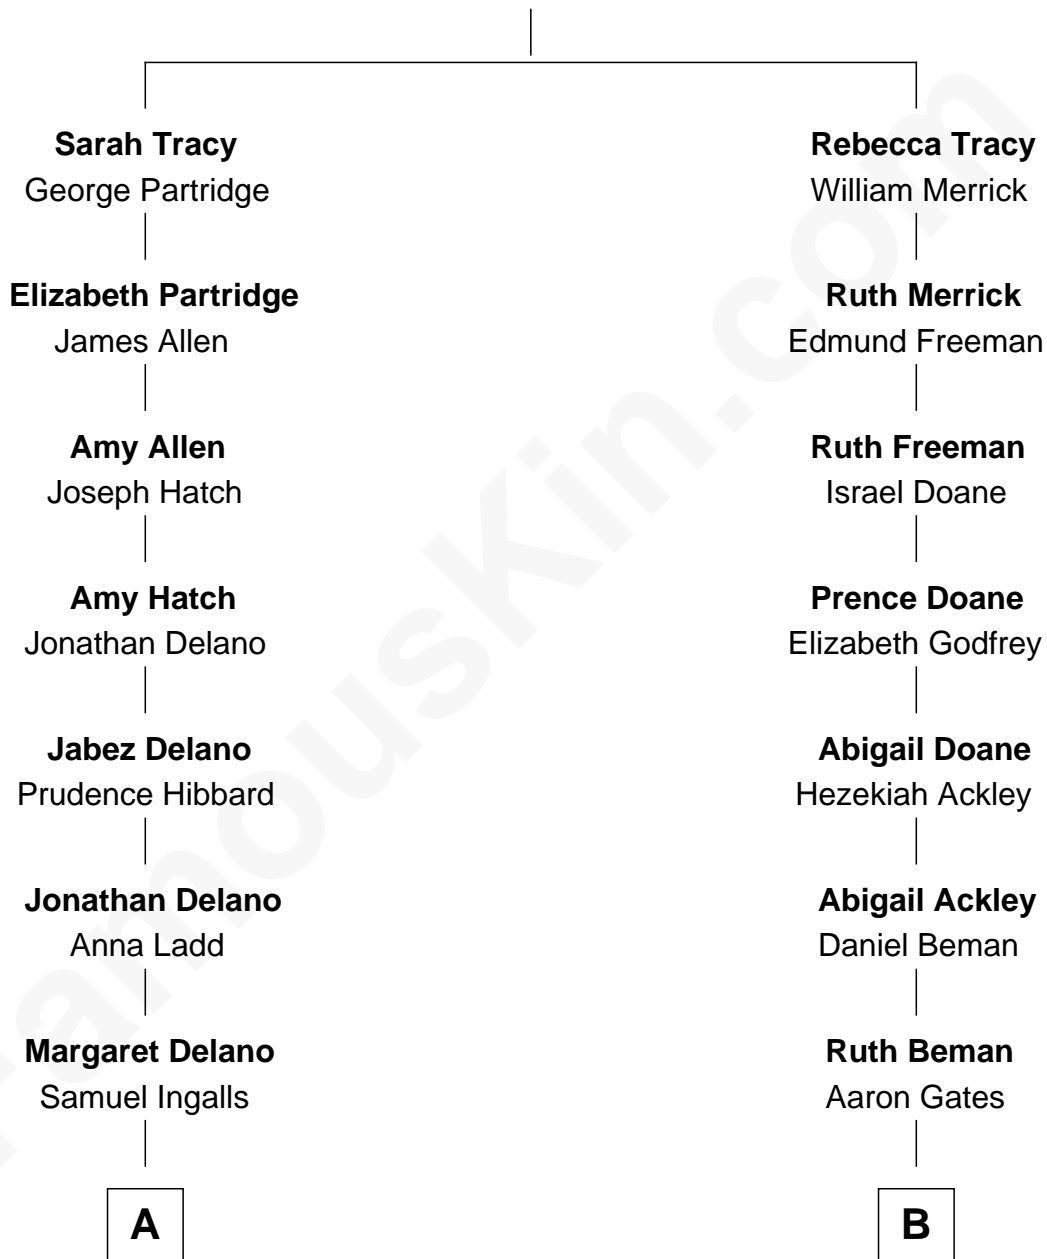 Sarah Tracy
George Partridge
Elizabeth Partridge
James Allen
Amy Allen
Joseph Hatch
Amy Hatch
Jonathan Delano
Jabez Delano
Prudence Hibbard
Jonathan Delano
Anna Ladd
Margaret Delano
Samuel Ingalls
A
Rebecca Tracy
William Merrick
Ruth Merrick
Edmund Freeman
Ruth Freeman
Israel Doane
Prence Doane
Elizabeth Godfrey
Abigail Doane
Hezekiah Ackley
Abigail Ackley
Daniel Beman
Ruth Beman
Aaron Gates
B
FamousKin.com